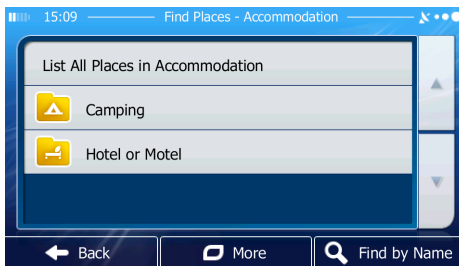 15:09 Find Places - Accommodation
List All Places in Accommodation
Camping
Hotel or Motel
Back More Find by Name